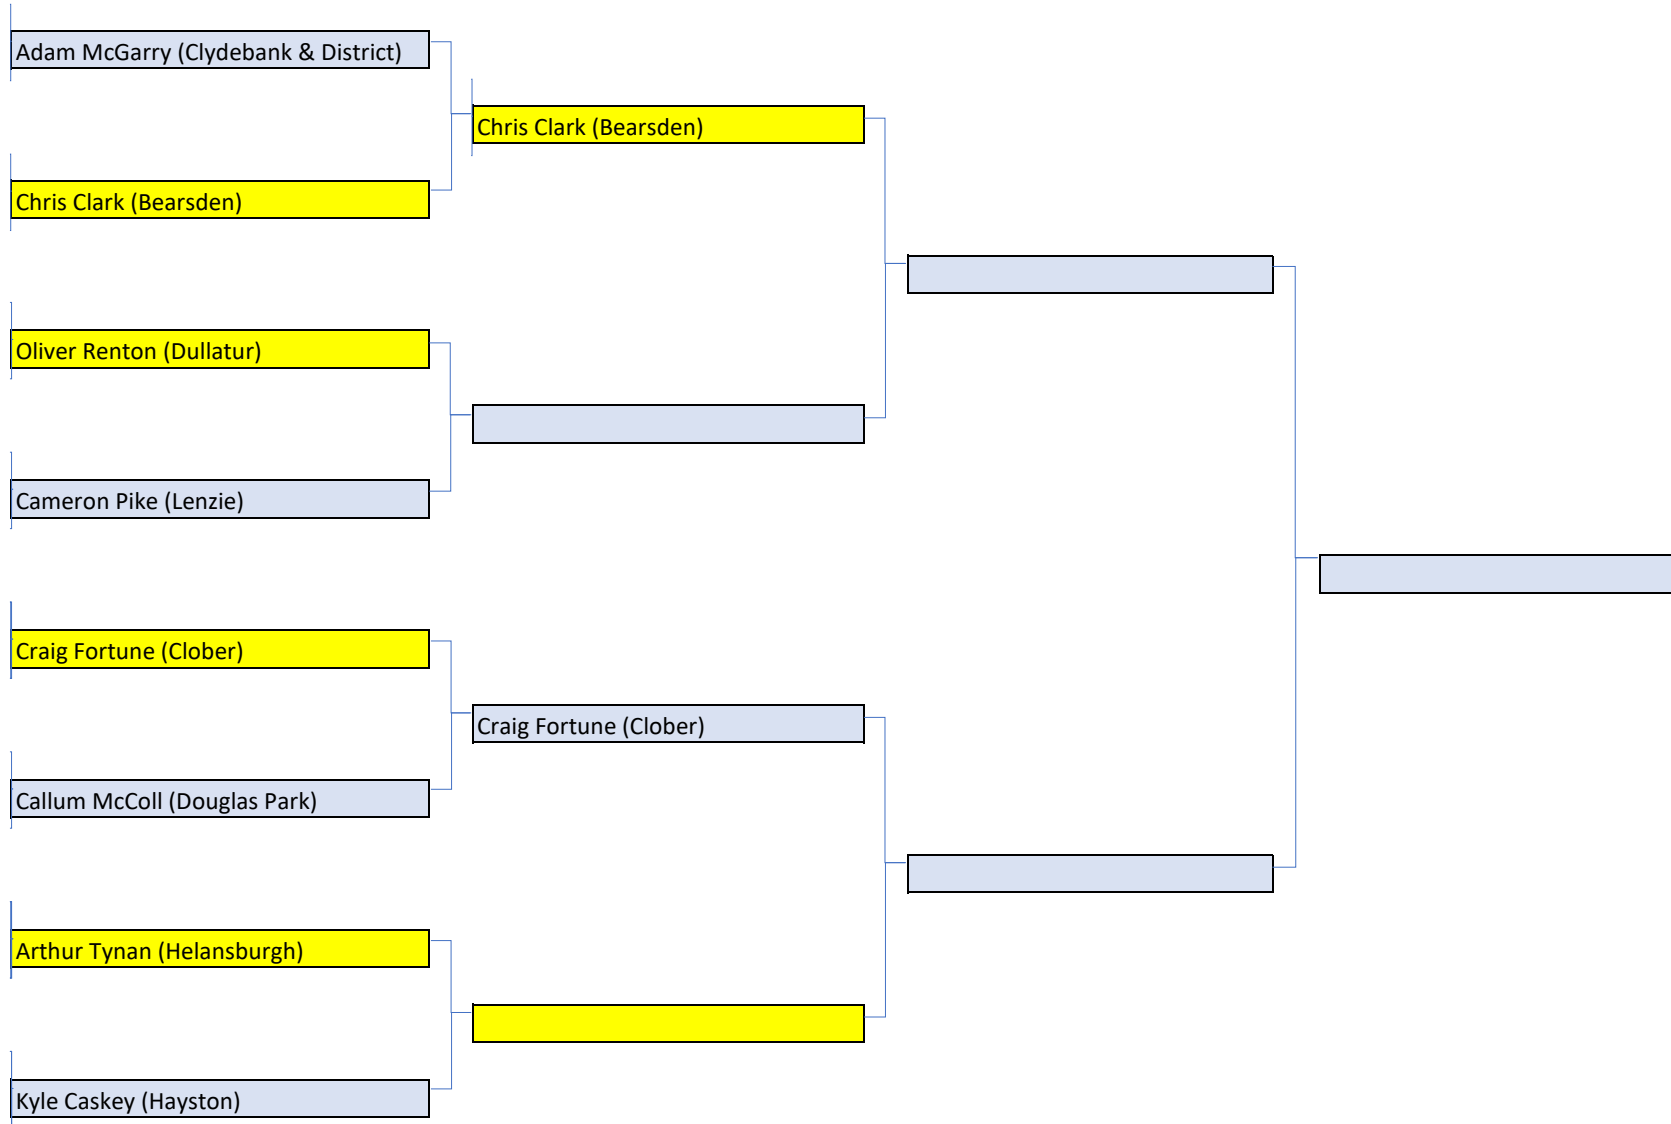 Adam McGarry (Clydebank & District)
Chris Clark (Bearsden)
Chris Clark (Bearsden)
Oliver Renton (Dullatur)
Cameron Pike (Lenzie)
Craig Fortune (Clober)
Craig Fortune (Clober)
Callum McColl (Douglas Park)
Arthur Tynan (Helansburgh)
Kyle Caskey (Hayston)